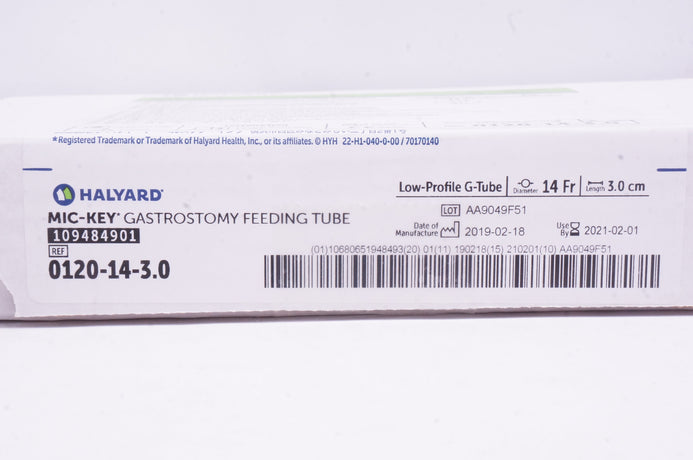 *Registered Trademark or Trademark of Halyard Health, Inc., or its affiliates. © HYH 22-H1-040-0-00 / 70170140
HALYARD*
MIC-KEY* GASTROSTOMY FEEDING TUBE
109484901
REF
0120-14-3.0
Low-Profile G-Tube Diameter 14 Fr Length 3.0 cm
LOT AA9049F51
Date of Manufacture 2019-02-18 Use By 2021-02-01
(01)10680651948493(20) 01(11) 190218(15) 210201(10) AA9049F51